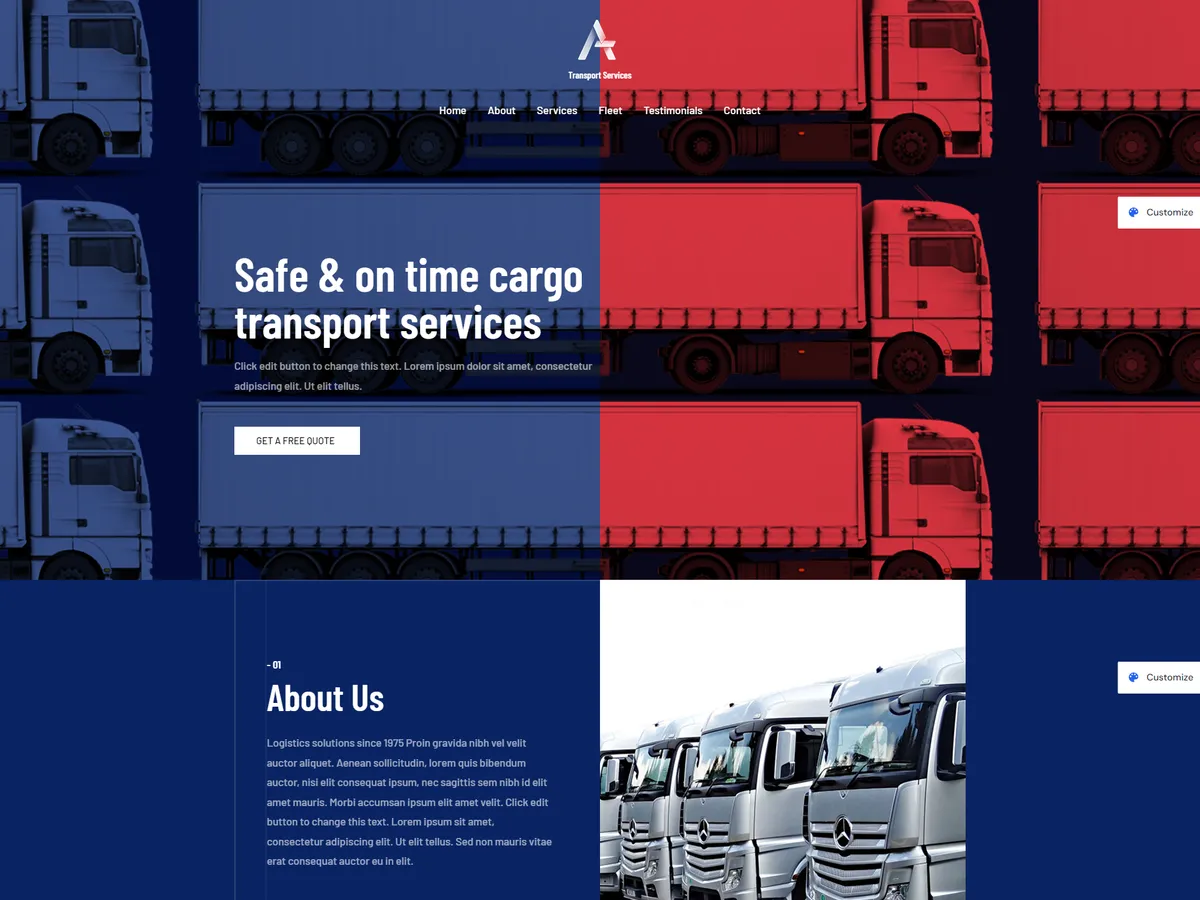 Transport Services
Home About Services Fleet Testimonials Contact
Customize
Safe & on time cargo
transport services
Click edit button to change this text. Lorem ipsum dolor sit amet, consectetur
adipiscing elit. Ut elit tellus.
GET A FREE QUOTE
- 01
About Us
Customize
Logistics solutions since 1975 Proin gravida nibh vel velit
auctor aliquet. Aenean sollicitudin, lorem quis bibendum
auctor, nisi elit consequat ipsum, nec sagittis sem nibh id elit
amet mauris. Morbi accumsan ipsum elit amet velit. Click edit
button to change this text. Lorem ipsum sit amet,
consectetur adipiscing elit. Ut elit tellus. Sed non mauris vitae
erat consequat auctor eu in elit.